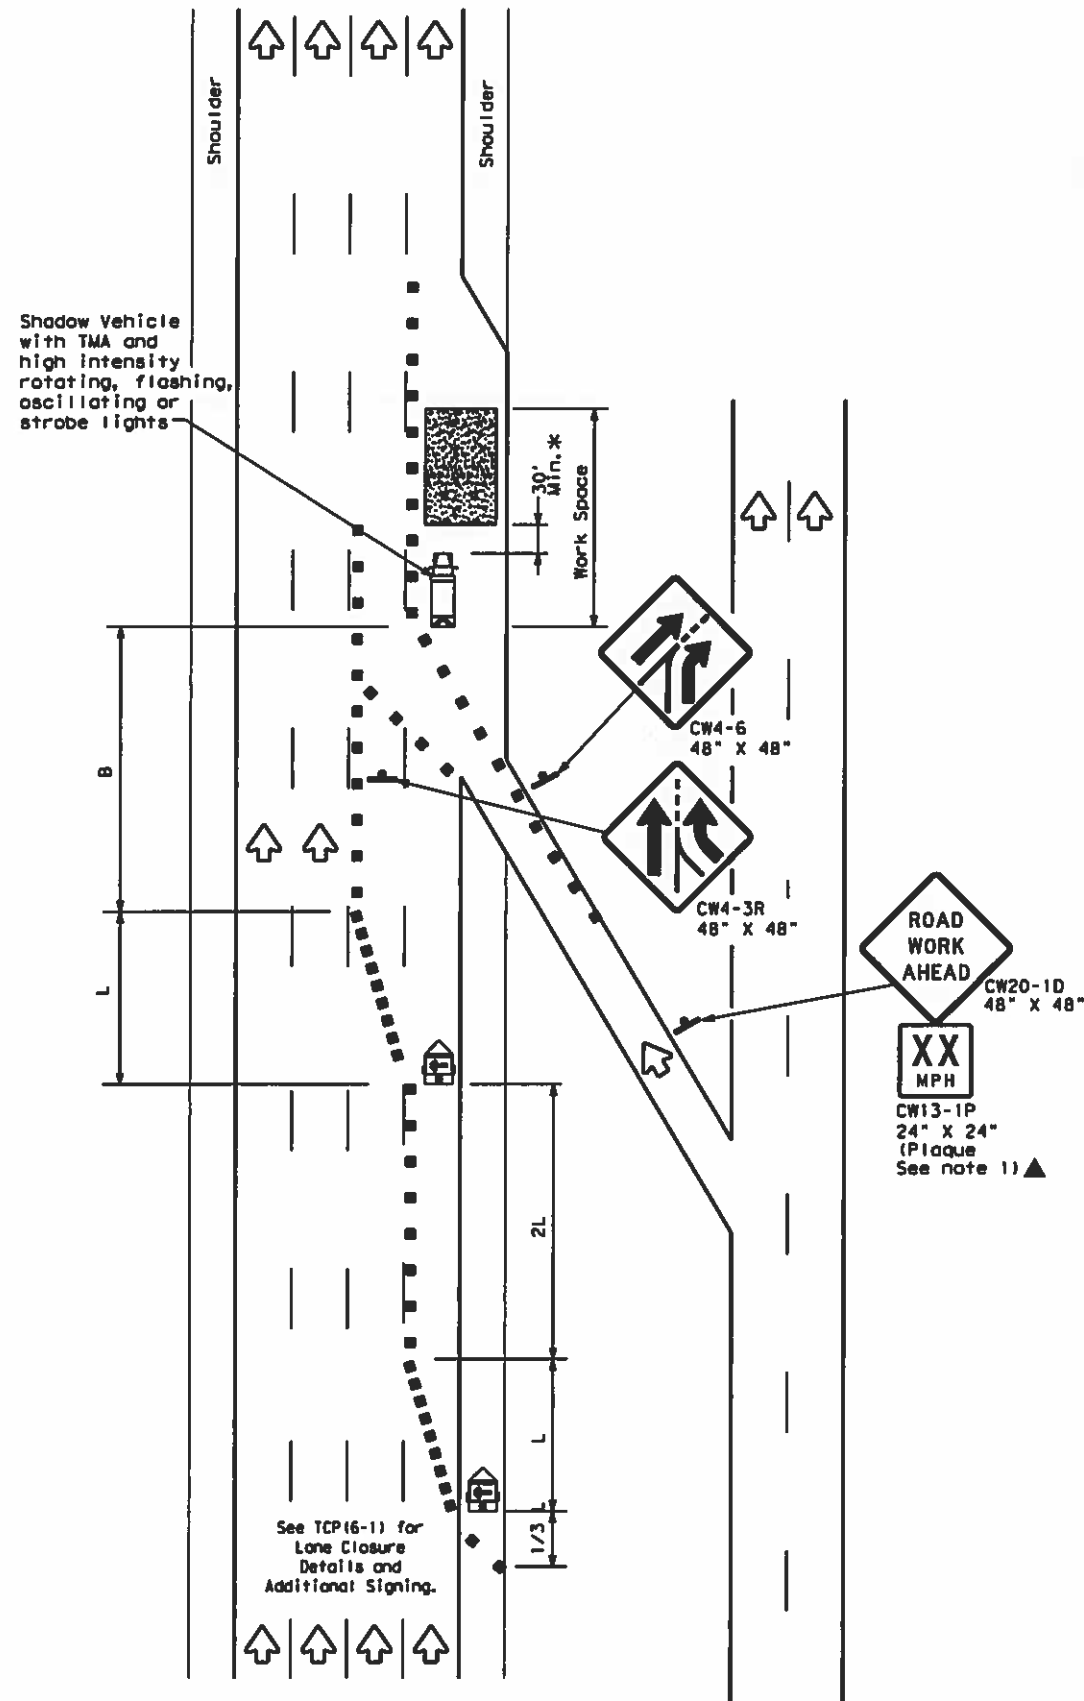 Shoulder
Shoulder
Shadow Vehicle
with TMA and
high intensity
rotating, flashing,
oscillating or
strobe lights
30'
Min.*
Work Space
CW4-6
48" X 48"
B
CW4-3R
48" X 48"
ROAD
WORK
AHEAD
CW20-1D
48" X 48"
XX
MPH
CW13-1P
24" X 24"
(Plaque
See note 1)▲
L
2L
L
1/3 L
See TCP(6-1) for
Lane Closure
Details and
Additional Signing.